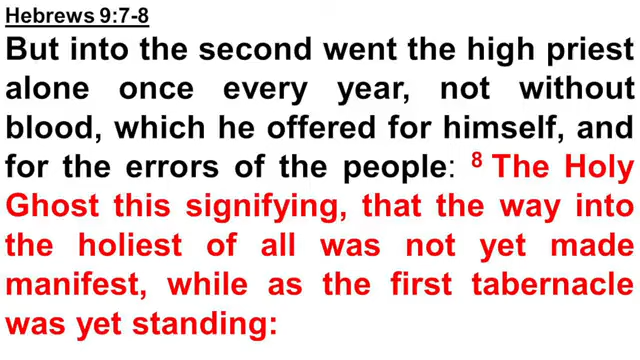 Hebrews 9:7-8
But into the second went the high priest
alone once every year, not without
blood, which he offered for himself, and
for the errors of the people: 8 The Holy
Ghost this signifying, that the way into
the holiest of all was not yet made
manifest, while as the first tabernacle
was yet standing: